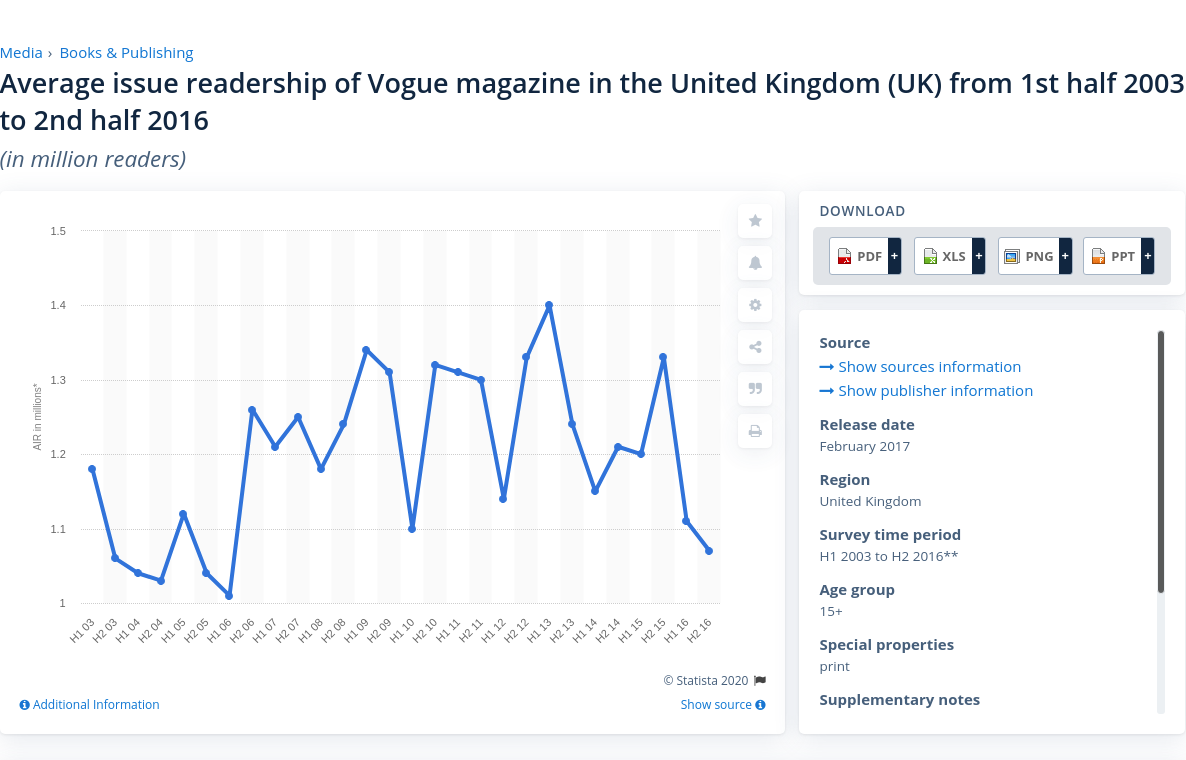 Media › Books & Publishing
Average issue readership of Vogue magazine in the United Kingdom (UK) from 1st half 2003
to 2nd half 2016
(in million readers)
1.5
1.4
1.3
1.2
1.1
1
AIR in millions*
H1 03
H2 03
H1 04
H2 04
H1 05
H2 05
H1 06
H2 06
H1 07
H2 07
H1 08
H2 08
H1 09
H2 09
H1 10
H2 10
H1 11
H2 11
H1 12
H2 12
H1 13
H2 13
H1 14
H2 14
H1 15
H2 15
H1 16
H2 16
© Statista 2020
Additional Information
Show source
DOWNLOAD
PDF + XLS + PNG + PPT +
Source
Show sources information
Show publisher information
Release date
February 2017
Region
United Kingdom
Survey time period
H1 2003 to H2 2016**
Age group
15+
Special properties
print
Supplementary notes